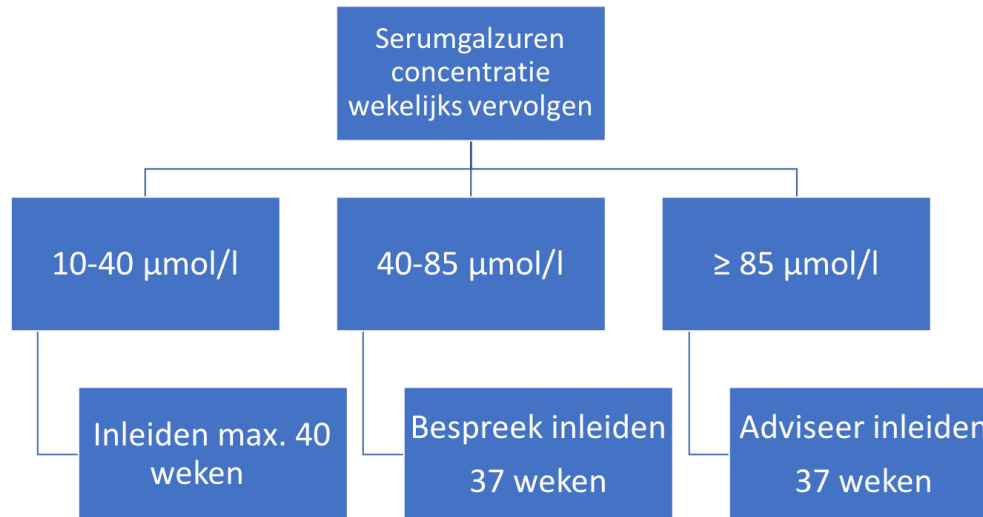 Serumgalzuren
concentratie
wekelijks vervolgen
10-40 µmol/l
40-85 µmol/l
≥ 85 µmol/l
Inleiden max. 40
weken
Bespreek inleiden
37 weken
Adviseer inleiden
37 weken